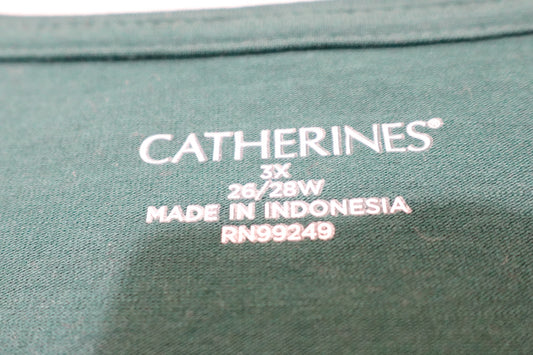 CATHERINES®
3X
26/28W
MADE IN INDONESIA
RN99249